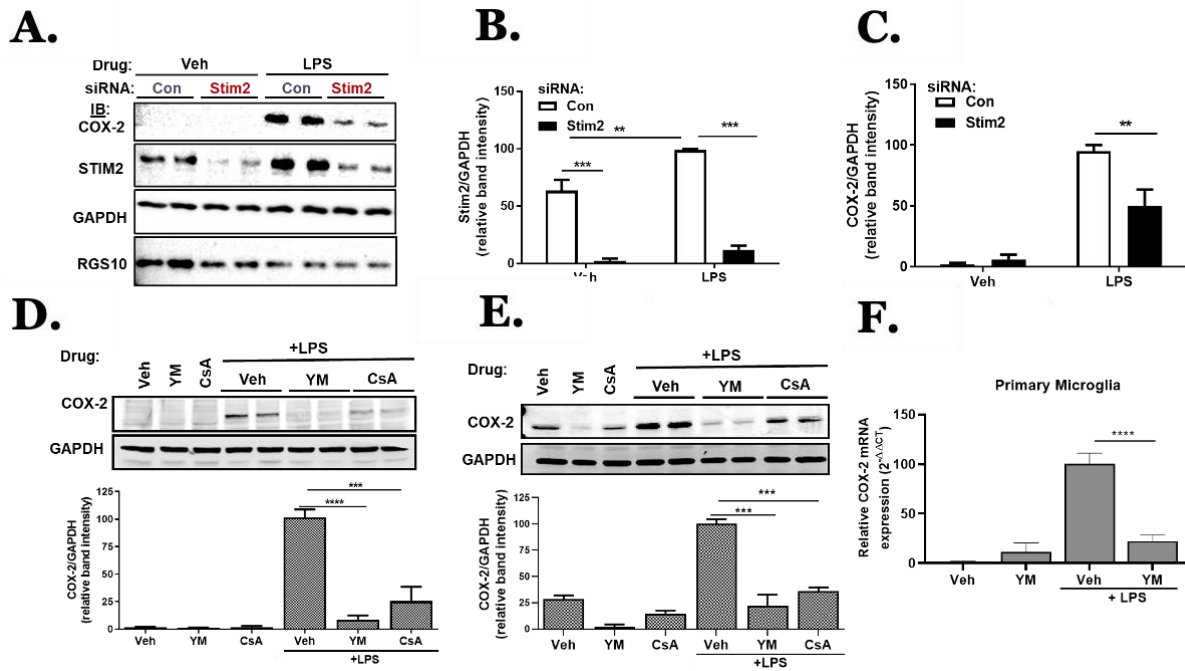 A.
Drug: Veh LPS
siRNA: Con Stim2 Con Stim2
IB:
COX-2
STIM2
GAPDH
RGS10
B.
siRNA:
Con
Stim2
Stim2/GAPDH
(relative band intensity)
150
100
50
0
***
**
***
Veh LPS
C.
siRNA:
Con
Stim2
COX-2/GAPDH
(relative band intensity)
150
100
50
0
**
Veh LPS
D.
+LPS
Drug: Veh YM CsA Veh YM CsA
COX-2
GAPDH
COX-2/GAPDH
(relative band intensity)
125
100
75
50
25
0
***
****
Veh YM CsA Veh YM CsA
+LPS
E.
+LPS
Drug: Veh YM CsA Veh YM CsA
COX-2
GAPDH
COX-2/GAPDH
(relative band intensity)
125
100
75
50
25
0
***
***
Veh YM CsA Veh YM CsA
+LPS
F.
Primary Microglia
Relative COX-2 mRNA
expression (2^-ΔΔCT)
150
100
50
0
****
Veh YM Veh YM
+ LPS